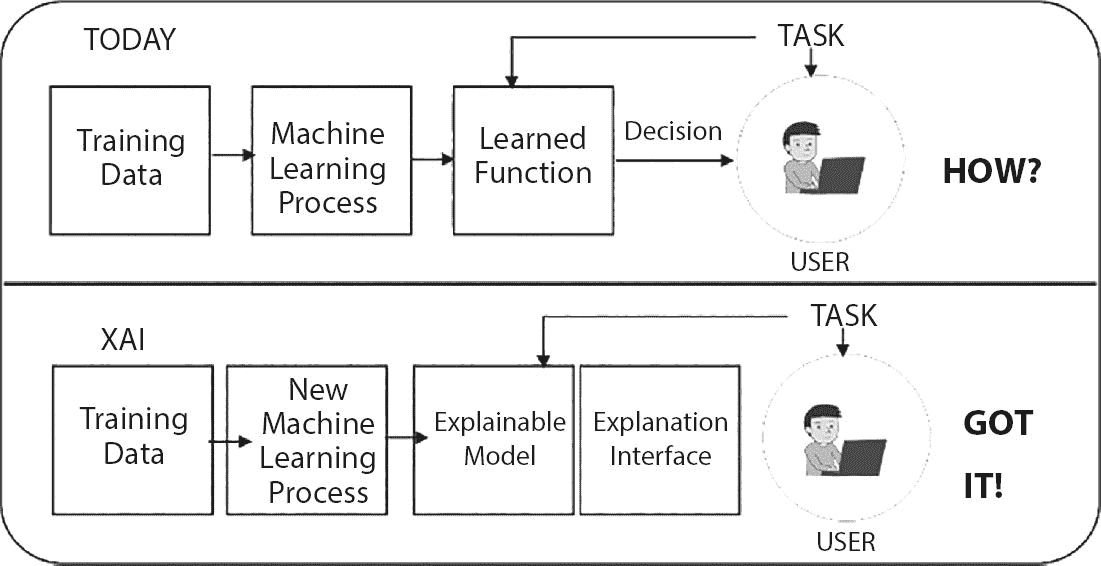 TODAY
TASK
Training
Data
Machine
Learning
Process
Learned
Function
Decision
HOW?
USER
XAI
TASK
Training
Data
New
Machine
Learning
Process
Explainable
Model
Explanation
Interface
GOT
IT!
USER